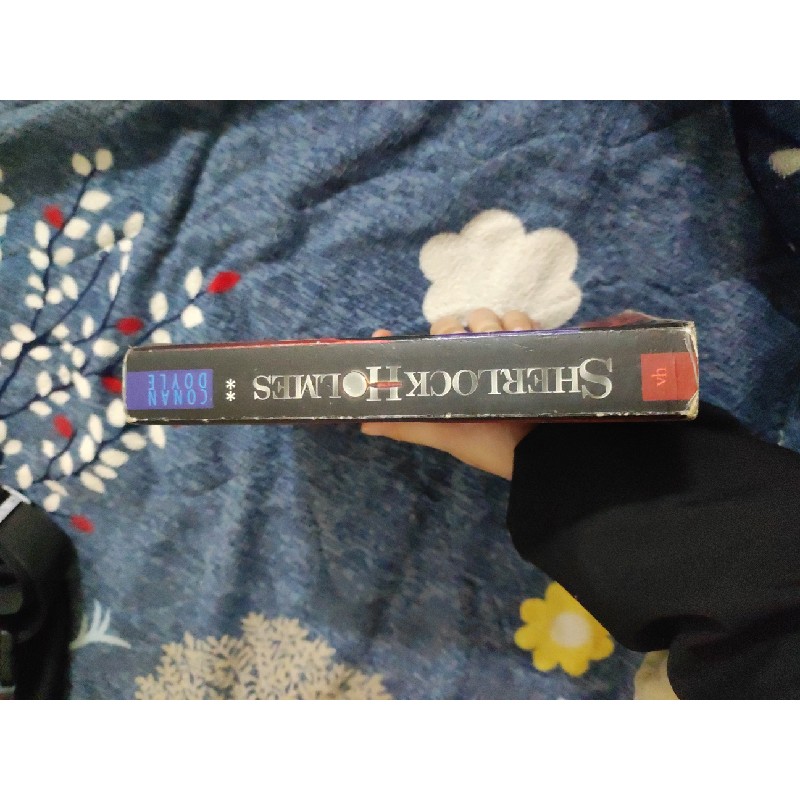 vh
SHERLOCK HOLMES
**
CONAN
DOYLE